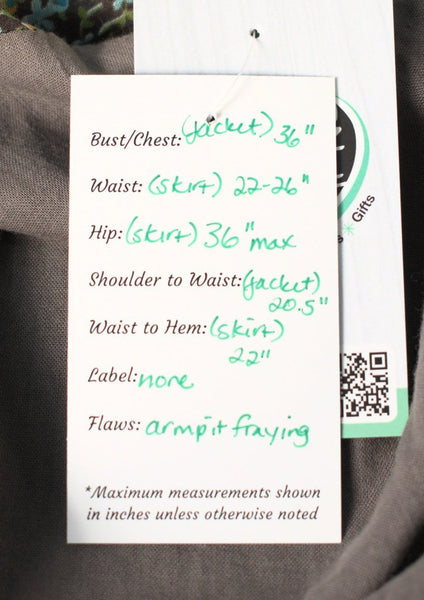 Bust/Chest: (jacket) 36"
Waist: (skirt) 22-26"
Hip: (skirt) 36" max
Shoulder to Waist: (jacket)
20.5"
Waist to Hem: (skirt)
22"
Label: none
Flaws: armpit fraying
*Maximum measurements shown
in inches unless otherwise noted
Gifts